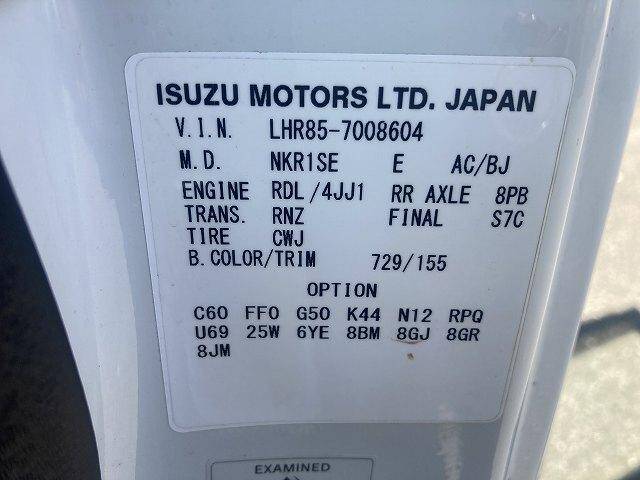 ISUZU MOTORS LTD. JAPAN
V.I.N. LHR85-7008604
M.D. NKR1SE E AC/BJ
ENGINE RDL/4JJ1 RR AXLE 8PB
TRANS. RNZ FINAL S7C
TIRE CWJ
B.COLOR/TRIM 729/155
OPTION
C60 FF0 G50 K44 N12 RPQ
U69 25W 6YE 8BM 8GJ 8GR
8JM
EXAMINED